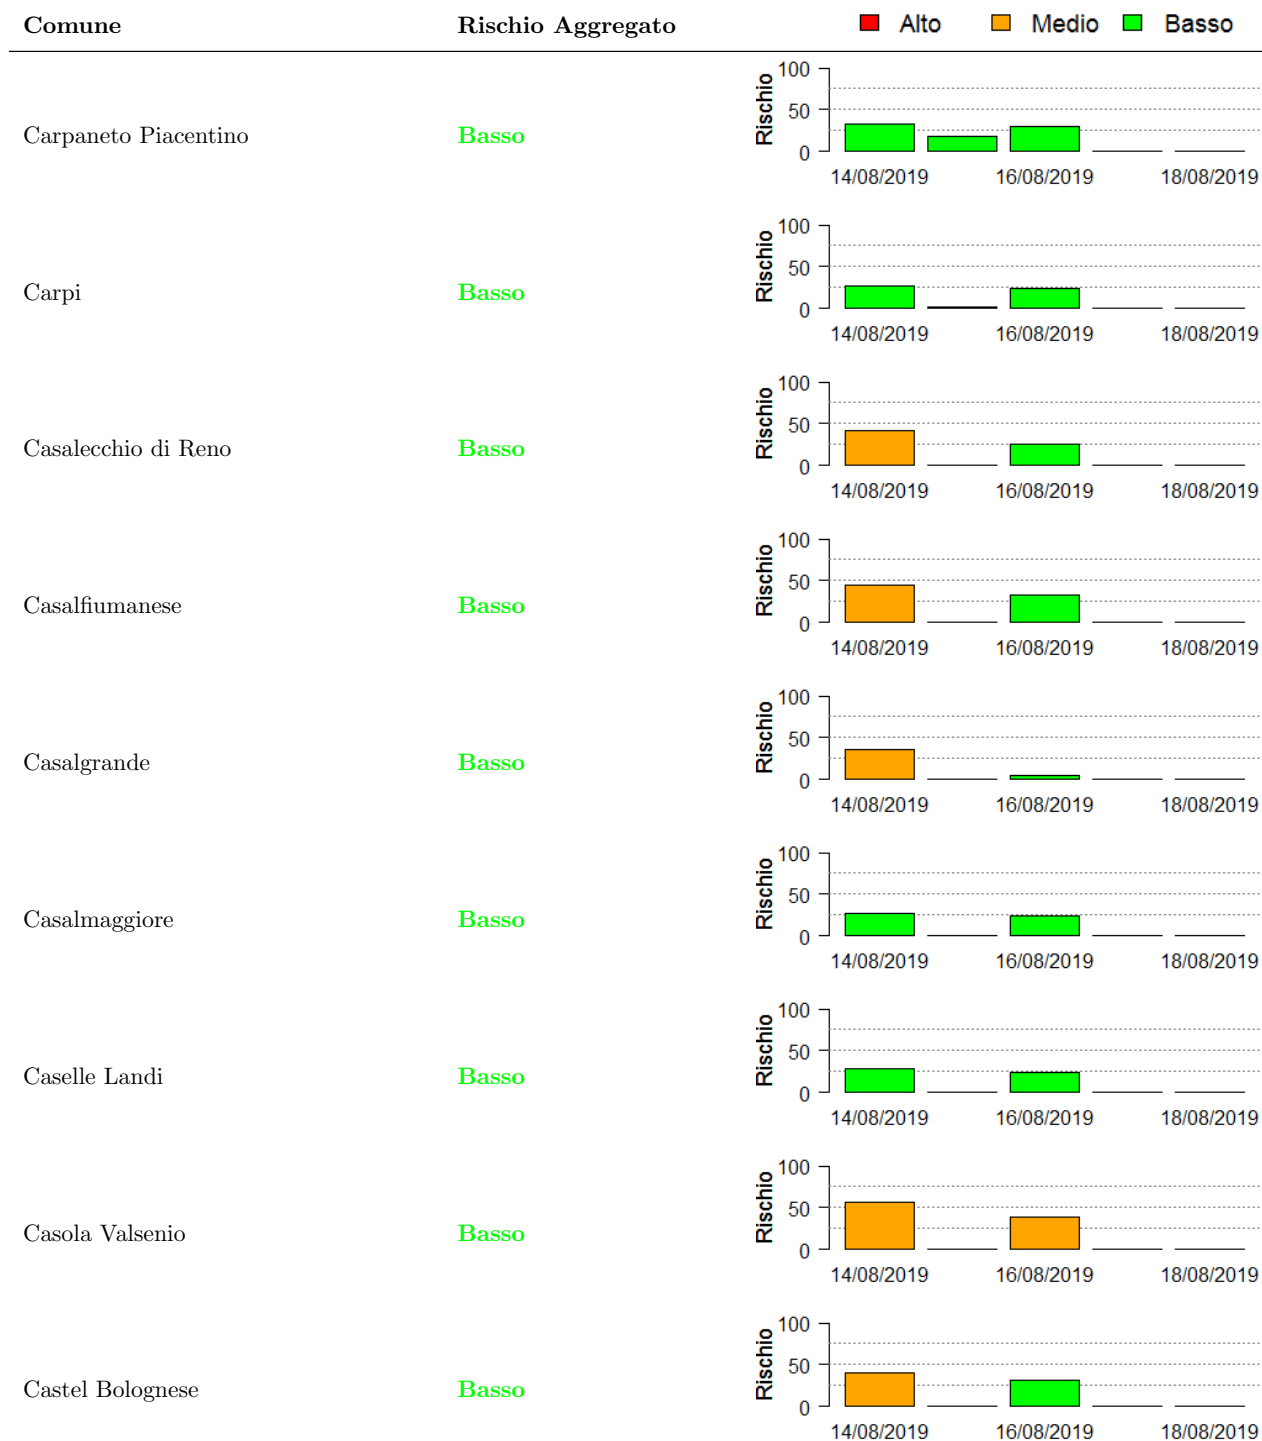 Comune Rischio Aggregato Alto Medio Basso
Carpaneto Piacentino Basso Rischio 100 50 0
14/08/2019 16/08/2019 18/08/2019
Carpi Basso Rischio 100 50 0
14/08/2019 16/08/2019 18/08/2019
Casalecchio di Reno Basso Rischio 100 50 0
14/08/2019 16/08/2019 18/08/2019
Casalfiumanese Basso Rischio 100 50 0
14/08/2019 16/08/2019 18/08/2019
Casalgrande Basso Rischio 100 50 0
14/08/2019 16/08/2019 18/08/2019
Casalmaggiore Basso Rischio 100 50 0
14/08/2019 16/08/2019 18/08/2019
Caselle Landi Basso Rischio 100 50 0
14/08/2019 16/08/2019 18/08/2019
Casola Valsenio Basso Rischio 100 50 0
14/08/2019 16/08/2019 18/08/2019
Castel Bolognese Basso Rischio 100 50 0
14/08/2019 16/08/2019 18/08/2019